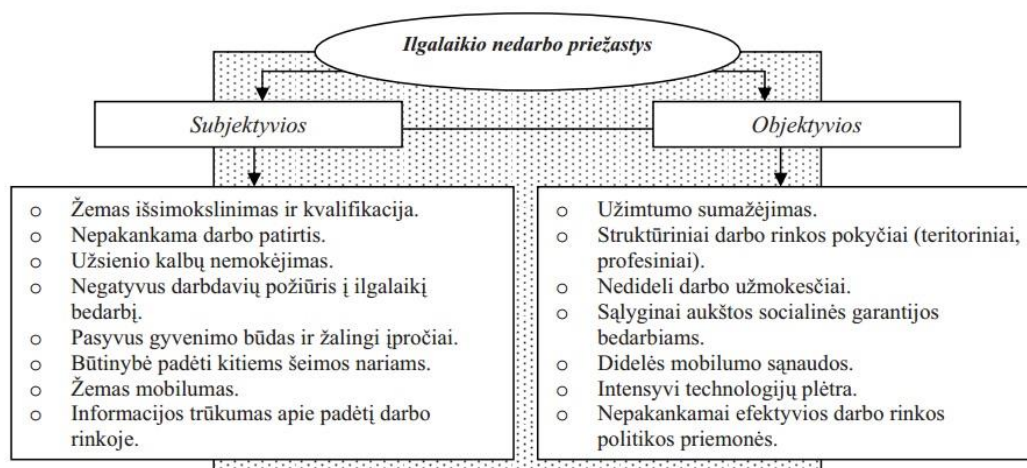 Ilgalaikio nedarbo priežastys
Subjektyvios
Objektyvios
o Žemas išsimokslinimas ir kvalifikacija.
o Nepakankama darbo patirtis.
o Užsienio kalbų nemokėjimas.
o Negatyvus darbdavių požiūris į ilgalaikį
bedarbį.
o Pasyvus gyvenimo būdas ir žalingi įpročiai.
o Būtinybė padėti kitiems šeimos nariams.
o Žemas mobilumas.
o Informacijos trūkumas apie padėtį darbo
rinkoje.
o Užimtumo sumažėjimas.
o Struktūriniai darbo rinkos pokyčiai (teritoriniai,
profesiniai).
o Nedideli darbo užmokesčiai.
o Sąlyginai aukštos socialinės garantijos
bedarbiams.
o Didelės mobilumo sąnaudos.
o Intensyvi technologijų plėtra.
o Nepakankamai efektyvios darbo rinkos
politikos priemonės.